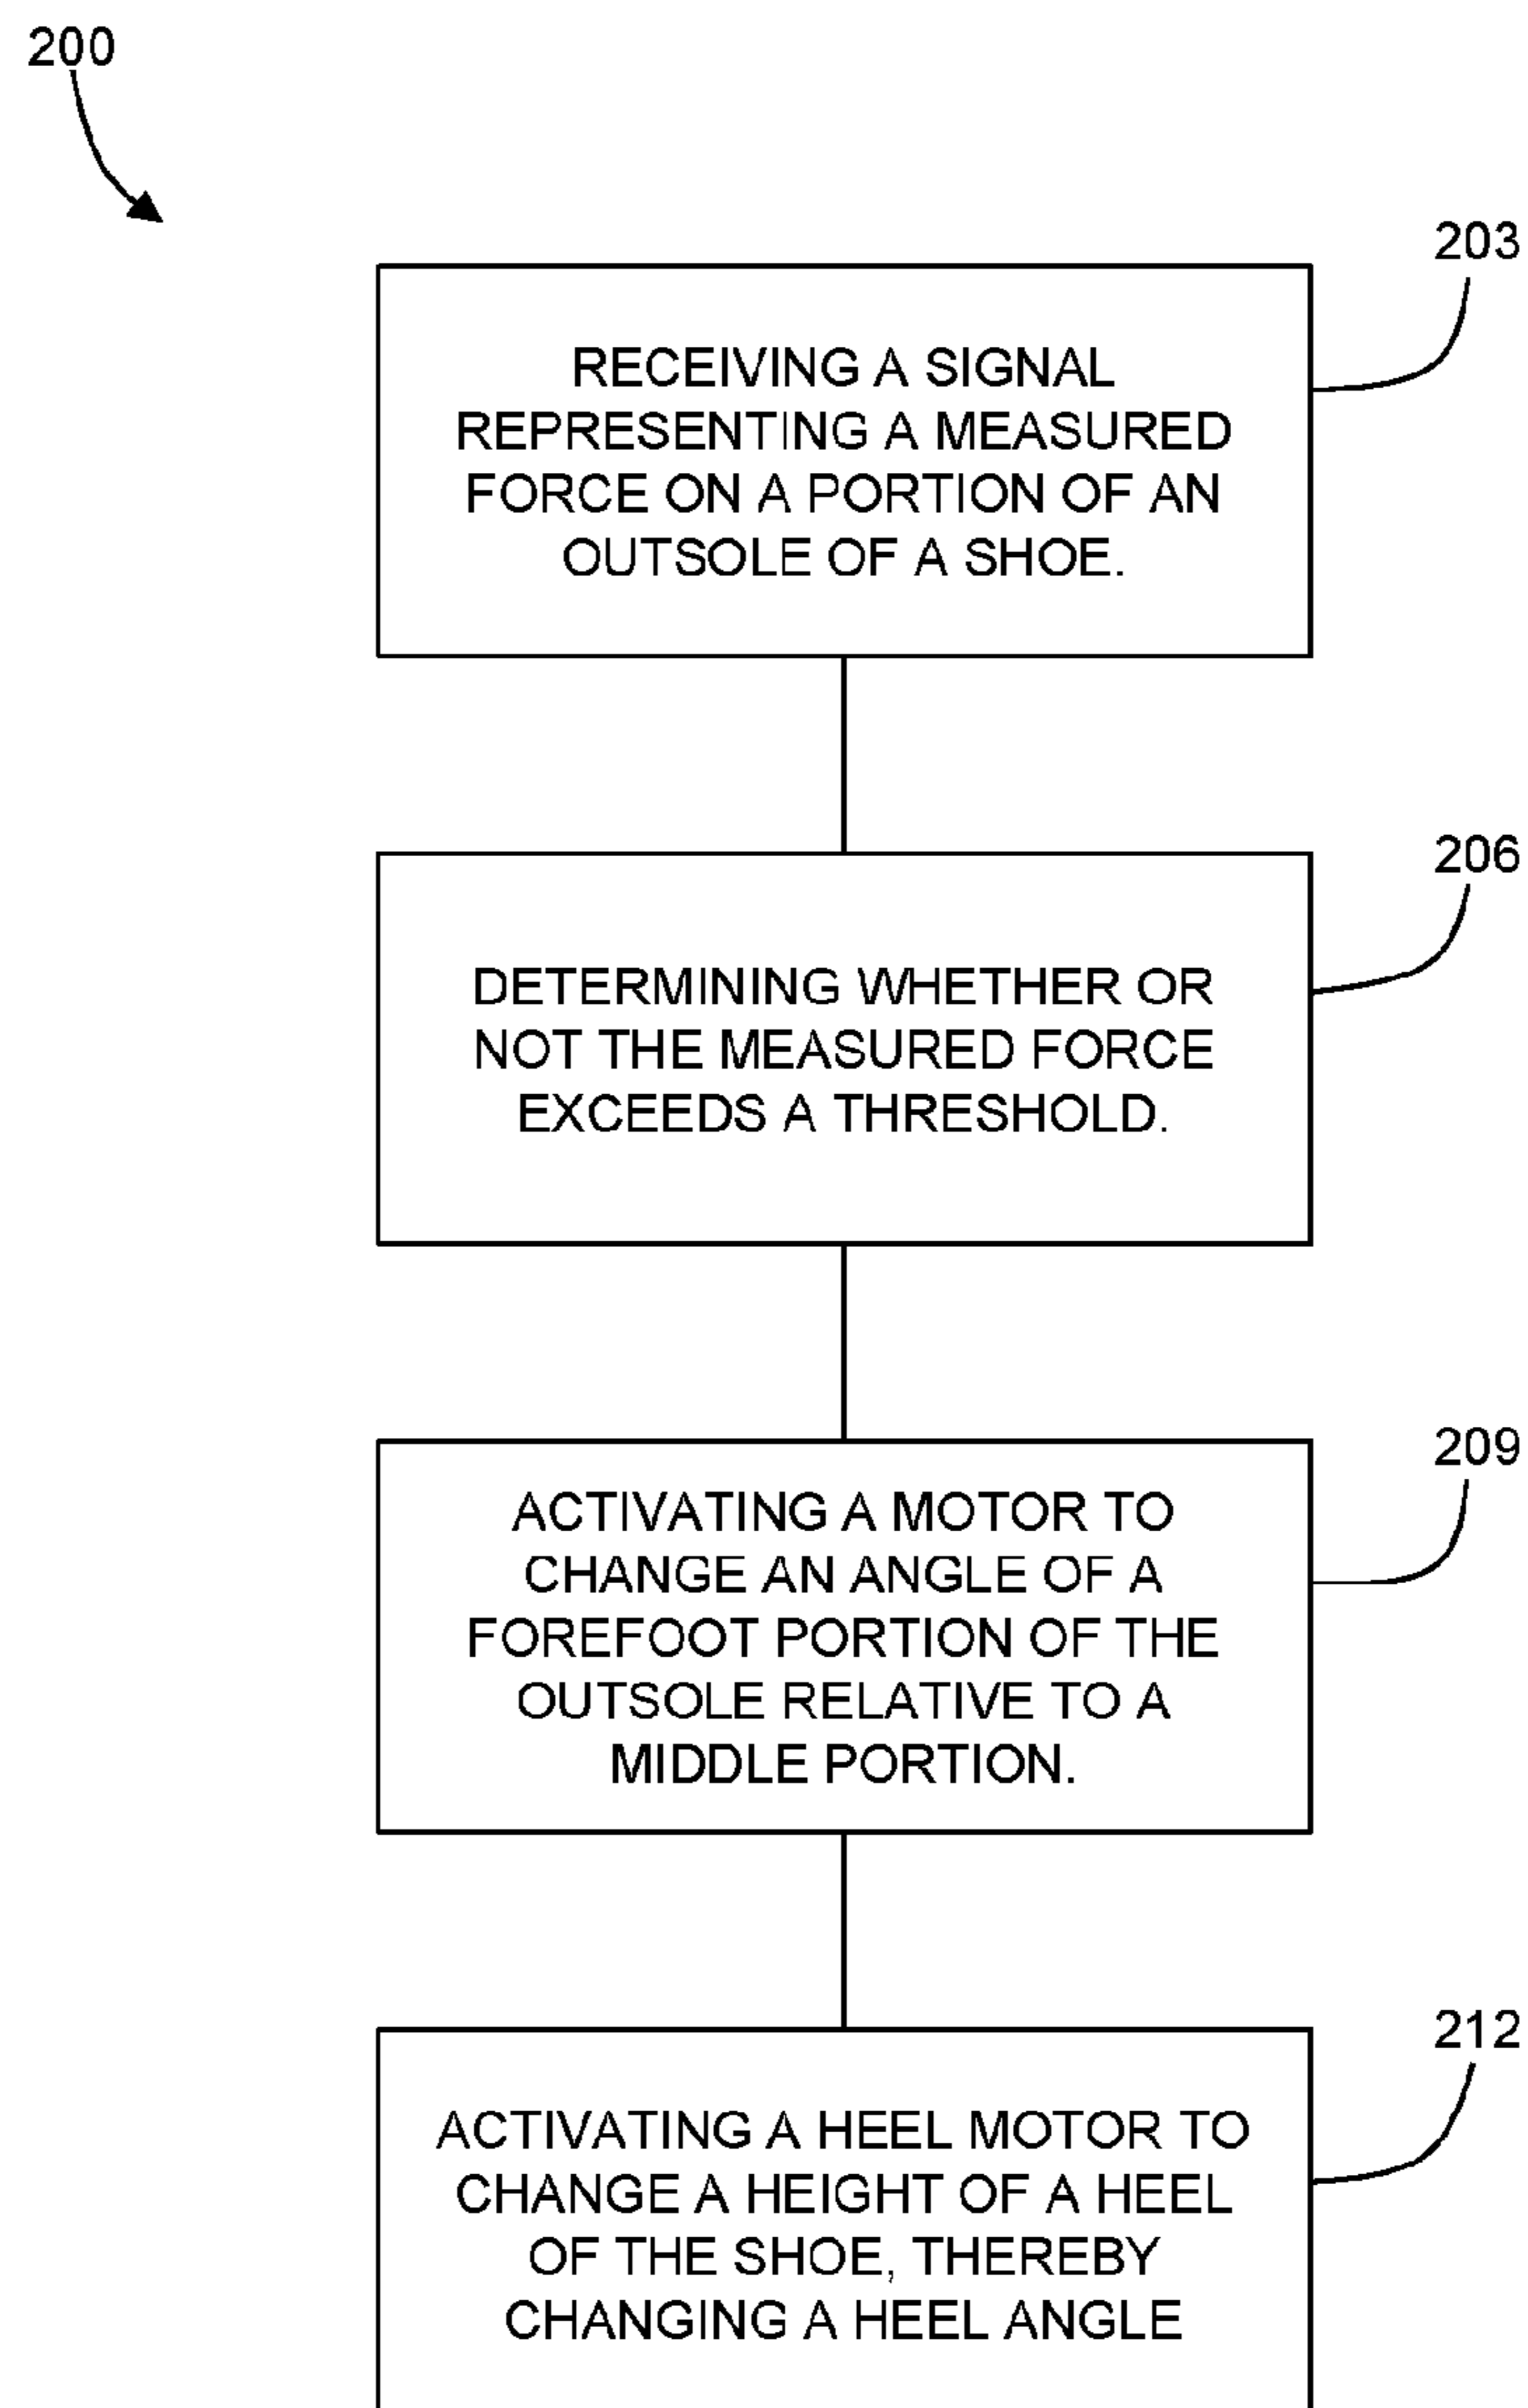 200
203
RECEIVING A SIGNAL
REPRESENTING A MEASURED
FORCE ON A PORTION OF AN
OUTSOLE OF A SHOE.
206
DETERMINING WHETHER OR
NOT THE MEASURED FORCE
EXCEEDS A THRESHOLD.
209
ACTIVATING A MOTOR TO
CHANGE AN ANGLE OF A
FOREFOOT PORTION OF THE
OUTSOLE RELATIVE TO A
MIDDLE PORTION.
212
ACTIVATING A HEEL MOTOR TO
CHANGE A HEIGHT OF A HEEL
OF THE SHOE, THEREBY
CHANGING A HEEL ANGLE